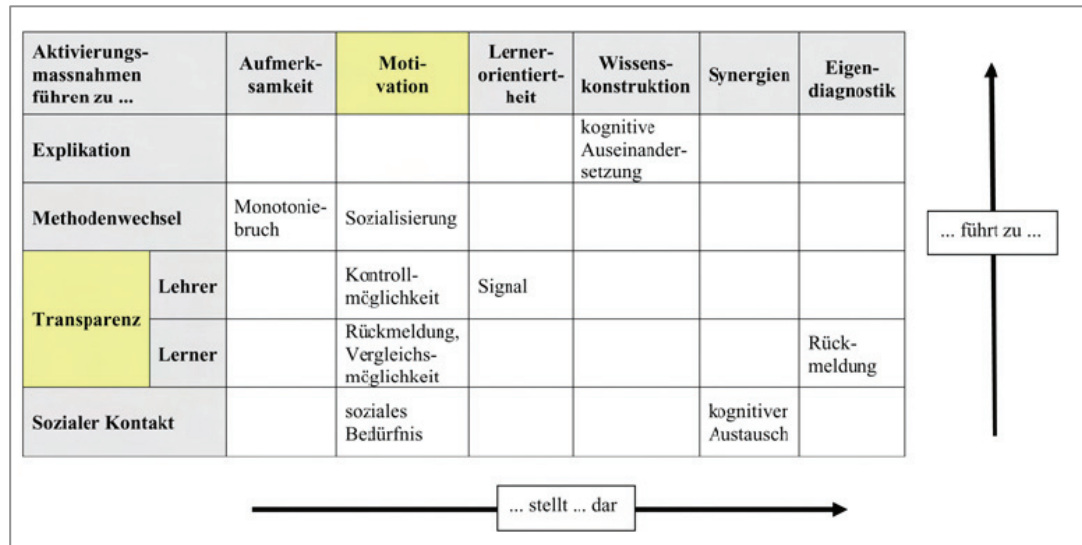 Aktivierungs-
massnahmen
führen zu ...
Aufmerk-
samkeit
Moti-
vation
Lerner-
orientiert-
heit
Wissens-
konstruktion
Synergien
Eigen-
diagnostik
Explikation
kognitive
Auseinander-
setzung
Methodenwechsel
Monotonie-
bruch
Sozialisierung
Transparenz
Lehrer
Kontroll-
möglichkeit
Signal
Lerner
Rückmeldung,
Vergleichs-
möglichkeit
Rück-
meldung
Sozialer Kontakt
soziales
Bedürfnis
kognitiver
Austausch
... führt zu ...
... stellt ... dar